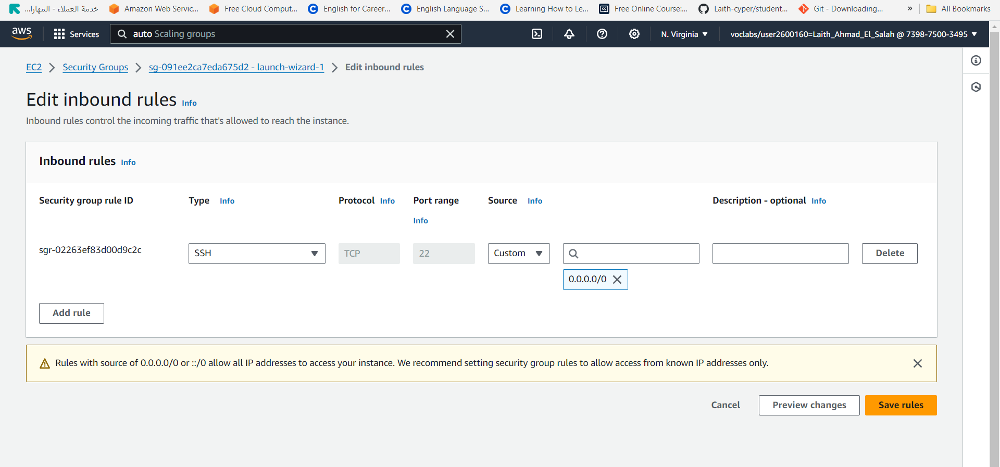 خدمة العملاء - المهارا...
Amazon Web Servic...
Free Cloud Comput...
English for Career...
English Language S...
Learning How to Le...
Free Online Course:...
Laith-cyper/student...
Git - Downloading...
»
All Bookmarks
aws
Services
auto Scaling groups
N. Virginia
voclabs/user2600160=Laith_Ahmad_El_Salah @ 7398-7500-3495
EC2 > Security Groups > sg-091ee2ca7eda675d2 - launch-wizard-1 > Edit inbound rules
Edit inbound rules Info
Inbound rules control the incoming traffic that's allowed to reach the instance.
Inbound rules Info
Security group rule ID
Type Info
Protocol Info
Port range
Info
Source Info
Description - optional Info
sgr-02263ef83d00d9c2c
SSH
TCP
22
Custom
0.0.0.0/0
Delete
Add rule
Rules with source of 0.0.0.0/0 or ::/0 allow all IP addresses to access your instance. We recommend setting security group rules to allow access from known IP addresses only.
Cancel
Preview changes
Save rules